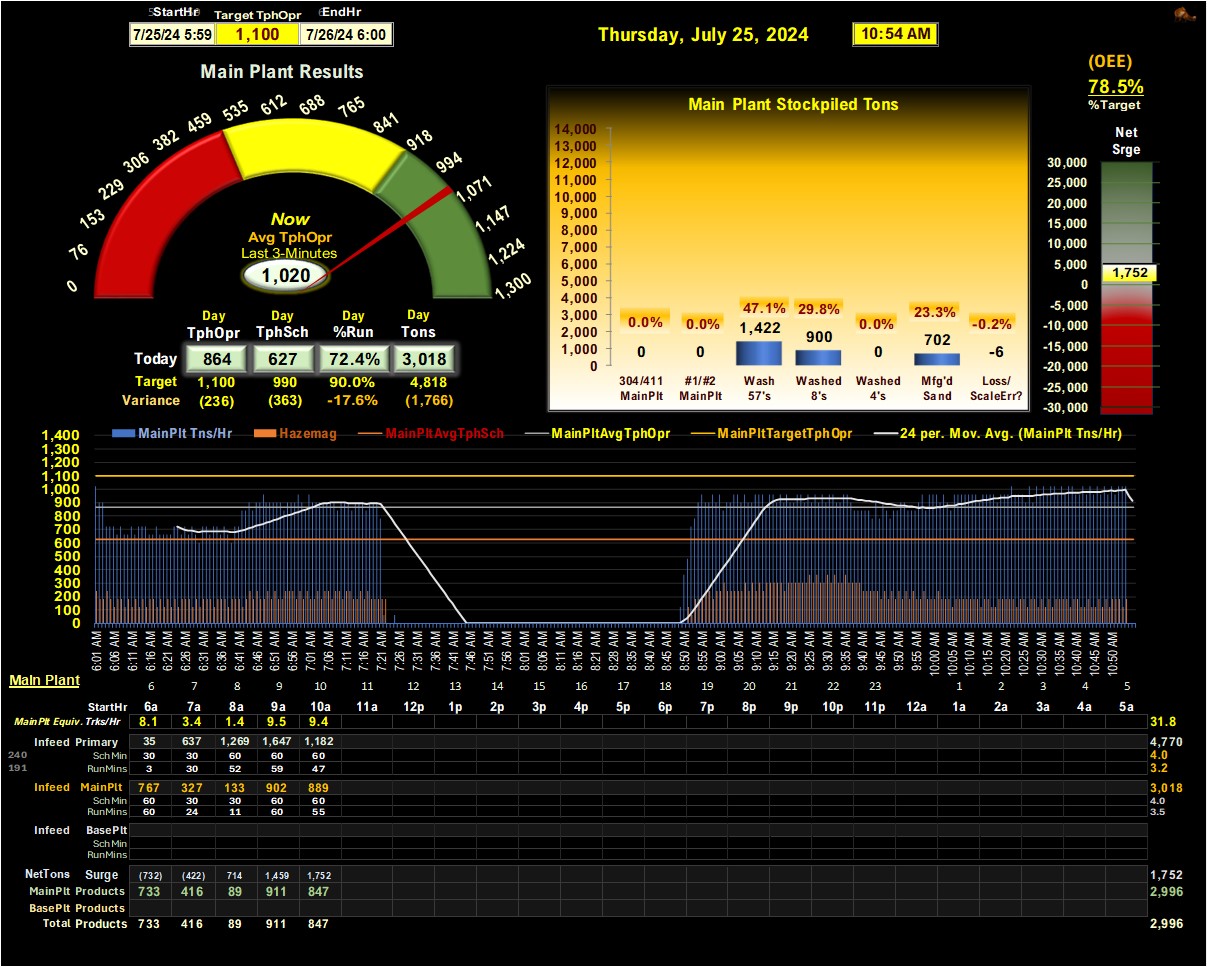 StartHr Target TphOpr EndHr
7/25/24 5:59 1,100 7/26/24 6:00
Thursday, July 25, 2024 10:54 AM
(OEE)
78.5%
%Target
Main Plant Results
0 76 153 229 306 382 459 535 612 688 765 841 918 994 1,071 1,147 1,224 1,300
Now
Avg TphOpr
Last 3-Minutes
1,020
Day Day Day Day
TphOpr TphSch %Run Tons
Today 864 627 72.4% 3,018
Target 1,100 990 90.0% 4,818
Variance (236) (363) -17.6% (1,766)
Main Plant Stockpiled Tons
14,000
13,000
12,000
11,000
10,000
9,000
8,000
7,000
6,000
5,000
4,000
3,000
2,000
1,000
0
0.0% 0.0% 47.1% 29.8% 0.0% 23.3% -0.2%
0 0 1,422 900 0 702 -6
304/411 #1/#2 Wash Washed Washed Mfg'd Loss/
MainPlt MainPlt 57's 8's 4's Sand ScaleErr?
Net
Srge
30,000
25,000
20,000
15,000
10,000
5,000
1,752
0
-5,000
-10,000
-15,000
-20,000
-25,000
-30,000
MainPlt Tns/Hr Hazemag MainPltAvgTphSch MainPltAvgTphOpr MainPltTargetTphOpr 24 per. Mov. Avg. (MainPlt Tns/Hr)
1,400
1,300
1,200
1,100
1,000
900
800
700
600
500
400
300
200
100
0
6:01 AM 6:06 AM 6:11 AM 6:18 AM 6:21 AM 6:26 AM 6:31 AM 6:36 AM 6:41 AM 6:46 AM 6:51 AM 6:56 AM 7:01 AM 7:06 AM 7:11 AM 7:16 AM 7:21 AM 7:26 AM 7:31 AM 7:36 AM 7:41 AM 7:46 AM 7:51 AM 7:56 AM 8:01 AM 8:06 AM 8:11 AM 8:16 AM 8:21 AM 8:28 AM 8:33 AM 8:45 AM 8:50 AM 8:55 AM 9:00 AM 9:05 AM 9:10 AM 9:15 AM 9:20 AM 9:25 AM 9:30 AM 9:35 AM 9:40 AM 9:45 AM 9:50 AM 9:55 AM 10:00 AM 10:05 AM 10:10 AM 10:15 AM 10:20 AM 10:25 AM 10:30 AM 10:35 AM 10:40 AM 10:45 AM 10:50 AM
Main Plant
6 7 8 9 10 11 12 13 14 15 16 17 18 19 20 21 22 23 1 2 3 4 5
StartHr 6a 7a 8a 9a 10a 11a 12p 1p 2p 3p 4p 5p 6p 7p 8p 9p 10p 11p 12a 1a 2a 3a 4a 5a
MainPlt Equiv. Trks/Hr 8.1 3.4 1.4 9.5 9.4 31.8
Infeed Primary 35 637 1,269 1,647 1,182 4,770
240 SchMin 30 30 60 60 60 4.0
191 RunMins 3 30 52 59 47 3.2
Infeed MainPlt 767 327 133 902 889 3,018
SchMin 60 30 30 60 60 4.0
RunMins 60 24 11 60 55 3.5
Infeed BasePlt
SchMin
RunMins
NetTons Surge (732) (422) 714 1,459 1,752 1,752
MainPlt Products 733 416 89 911 847 2,996
BasePlt Products
Total Products 733 416 89 911 847 2,996